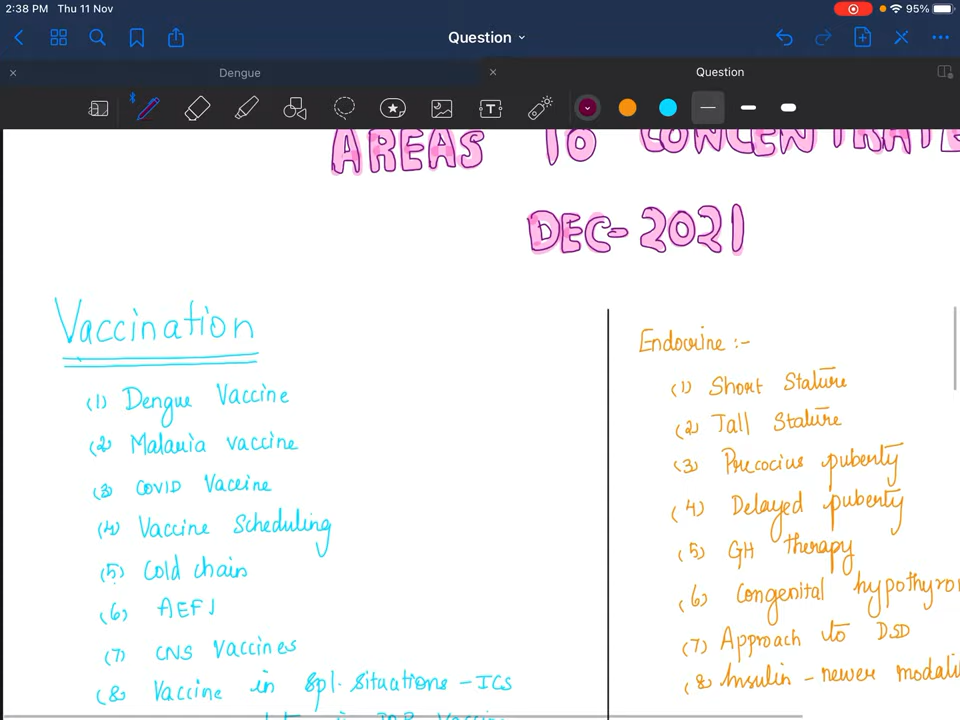 2:38 PM Thu 11 Nov
95%
Question
Dengue
Question
AREAS TO CONCENTRATE
DEC-2021
Vaccination
(1) Dengue Vaccine
(2) Malaria vaccine
(3) COVID Vaccine
(4) Vaccine Scheduling
(5) Cold chain
(6) AEFI
(7) CNS Vaccines
(8) Vaccine in Spl. Situations - ICS
Endocrine :-
(1) Short Stature
(2) Tall Stature
(3) Precocius puberty
(4) Delayed puberty
(5) GH therapy
(6) Congenital hypothyro
(7) Approach to DSD
(8) Insulin - newer modali